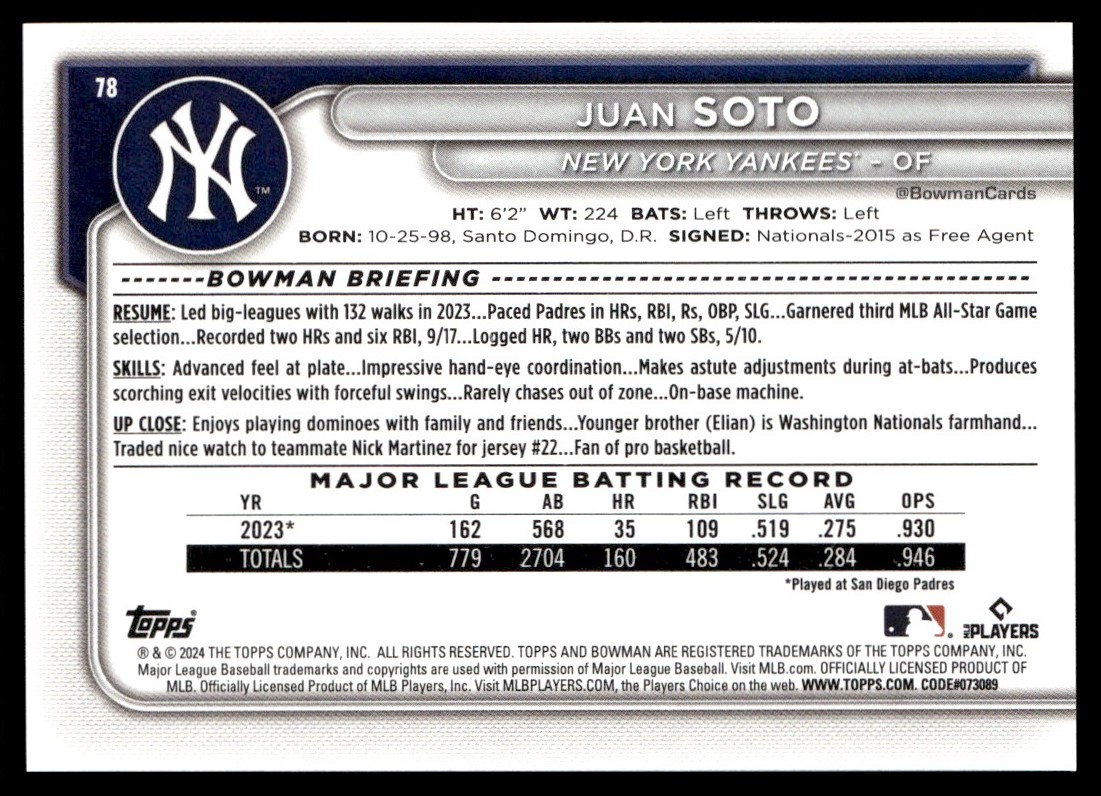 78
NY
TM
JUAN SOTO
NEW YORK YANKEES® – OF
@BowmanCards
HT: 6'2" WT: 224 BATS: Left THROWS: Left
BORN: 10-25-98, Santo Domingo, D.R. SIGNED: Nationals-2015 as Free Agent
-------BOWMAN BRIEFING --------------------------------------------
RESUME: Led big-leagues with 132 walks in 2023...Paced Padres in HRs, RBI, Rs, OBP, SLG...Garnered third MLB All-Star Game
selection...Recorded two HRs and six RBI, 9/17...Logged HR, two BBs and two SBs, 5/10.
SKILLS: Advanced feel at plate...Impressive hand-eye coordination...Makes astute adjustments during at-bats...Produces
scorching exit velocities with forceful swings...Rarely chases out of zone...On-base machine.
UP CLOSE: Enjoys playing dominoes with family and friends...Younger brother (Elian) is Washington Nationals farmhand...
Traded nice watch to teammate Nick Martinez for jersey #22...Fan of pro basketball.
MAJOR LEAGUE BATTING RECORD
YR G AB HR RBI SLG AVG OPS
2023* 162 568 35 109 .519 .275 .930
TOTALS 779 2704 160 483 .524 .284 .946
*Played at San Diego Padres
Topps®
MLB PLAYERS
® & © 2024 THE TOPPS COMPANY, INC. ALL RIGHTS RESERVED. TOPPS AND BOWMAN ARE REGISTERED TRADEMARKS OF THE TOPPS COMPANY, INC.
Major League Baseball trademarks and copyrights are used with permission of Major League Baseball. Visit MLB.com. OFFICIALLY LICENSED PRODUCT OF
MLB. Officially Licensed Product of MLB Players, Inc. Visit MLBPLAYERS.COM, the Players Choice on the web. WWW.TOPPS.COM. CODE#073089